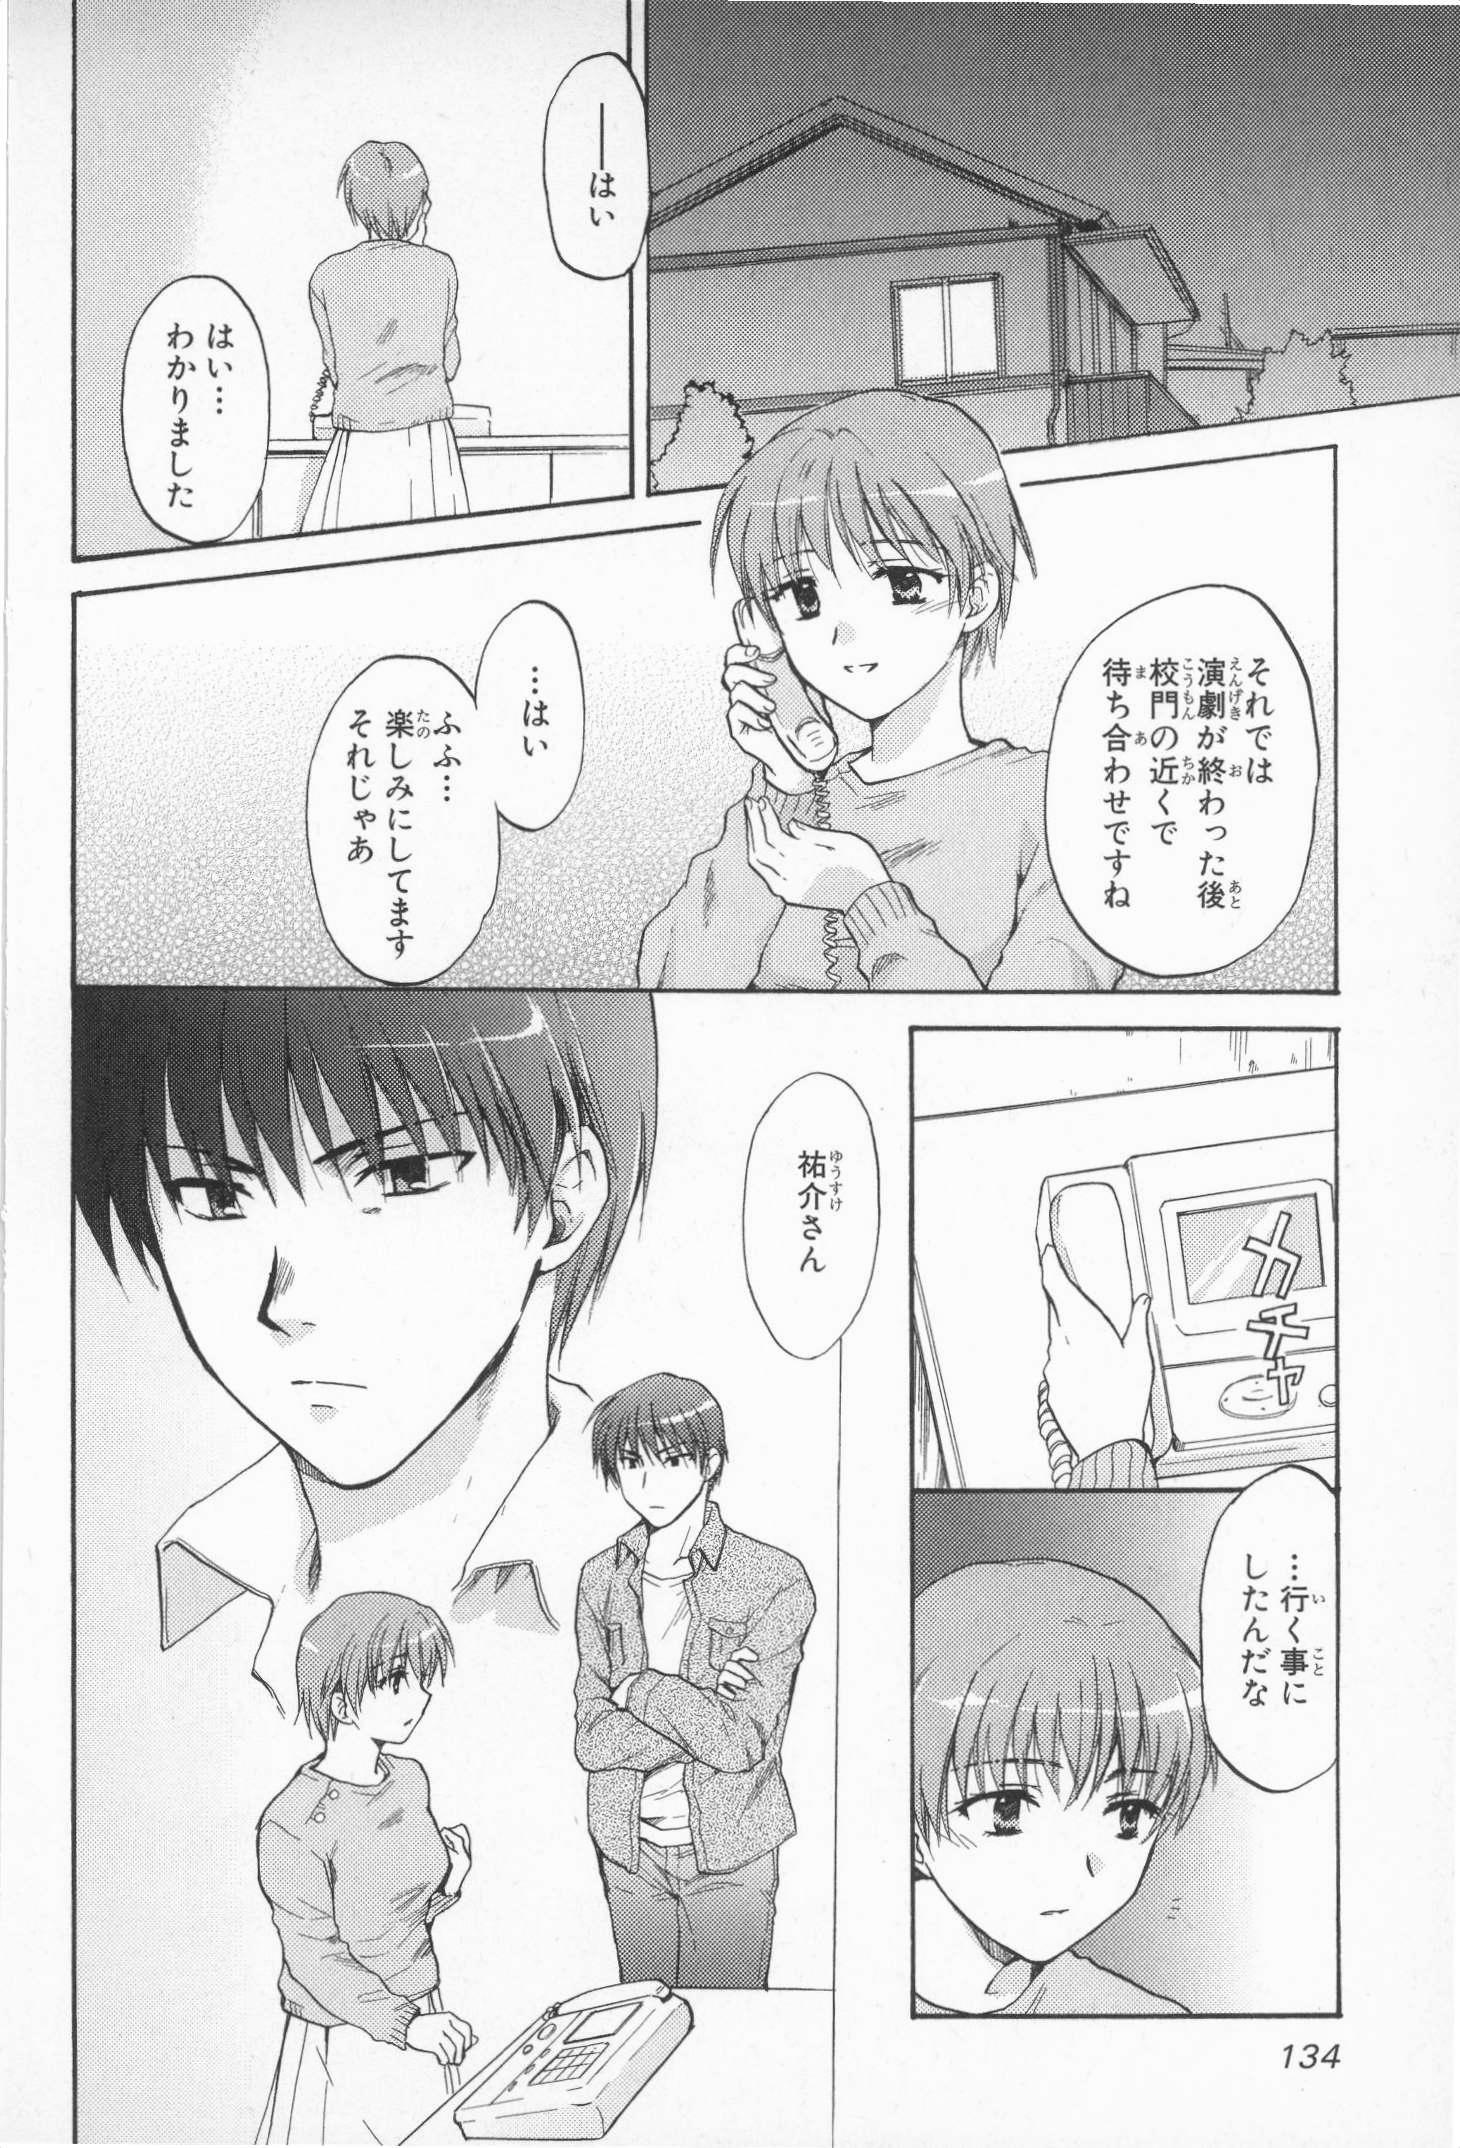 ──はい
はい…
わかりました
それでは
演劇が終わった後
校門の近くで
待ち合わせですね
…はい
ふふ…
楽しみにしてます
それじゃあ
カチャ
…行く事に
したんだな
祐介さん
134